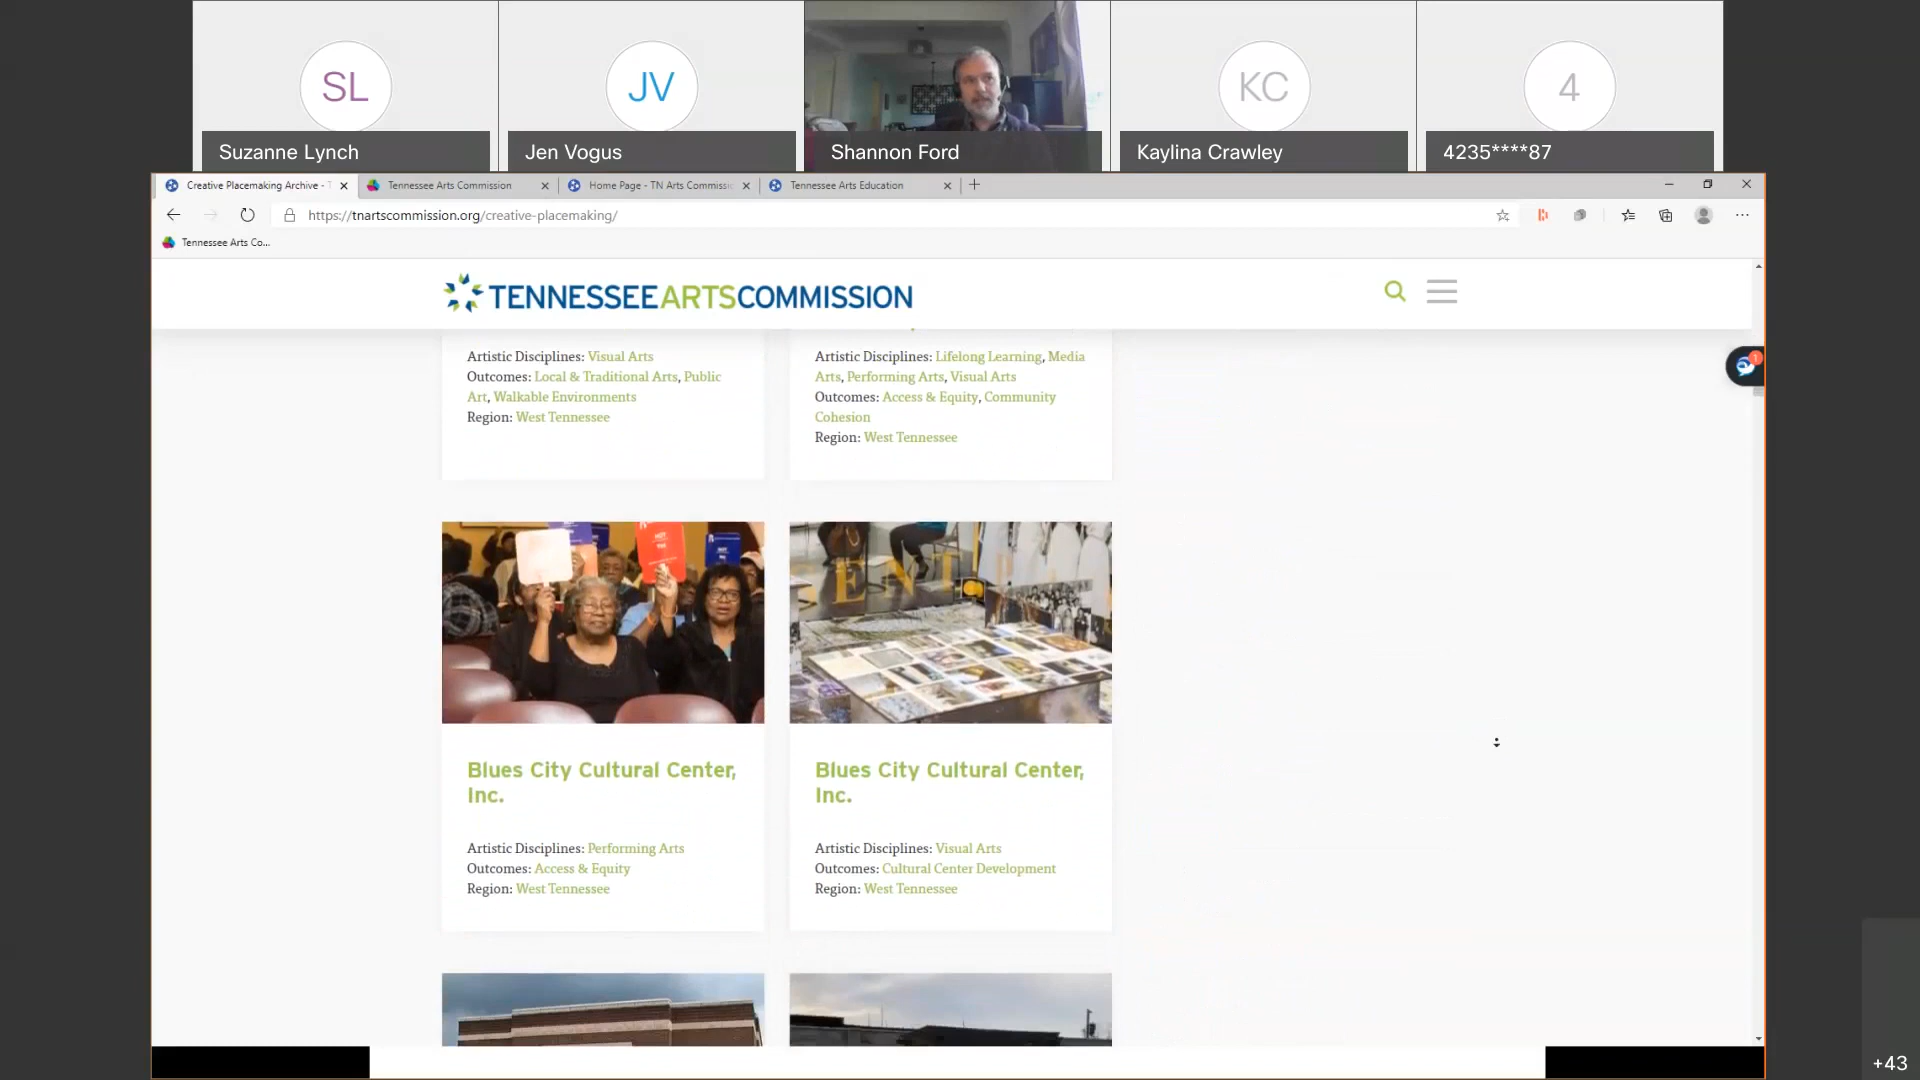 SL
JV
KC
4
Suzanne Lynch
Jen Vogus
Shannon Ford
Kaylina Crawley
4235****87
Creative Placemaking Archive - T
Tennessee Arts Commission
Home Page - TN Arts Commissi
Tennessee Arts Education
https://tnartscommission.org/creative-placemaking/
Tennessee Arts Co...
TENNESSEEARTSCOMMISSION
1
Artistic Disciplines: Visual Arts
Outcomes: Local & Traditional Arts, Public
Art, Walkable Environments
Region: West Tennessee
Artistic Disciplines: Lifelong Learning, Media
Arts, Performing Arts, Visual Arts
Outcomes: Access & Equity, Community
Cohesion
Region: West Tennessee
Blues City Cultural Center,
Inc.
Artistic Disciplines: Performing Arts
Outcomes: Access & Equity
Region: West Tennessee
Blues City Cultural Center,
Inc.
Artistic Disciplines: Visual Arts
Outcomes: Cultural Center Development
Region: West Tennessee
+43